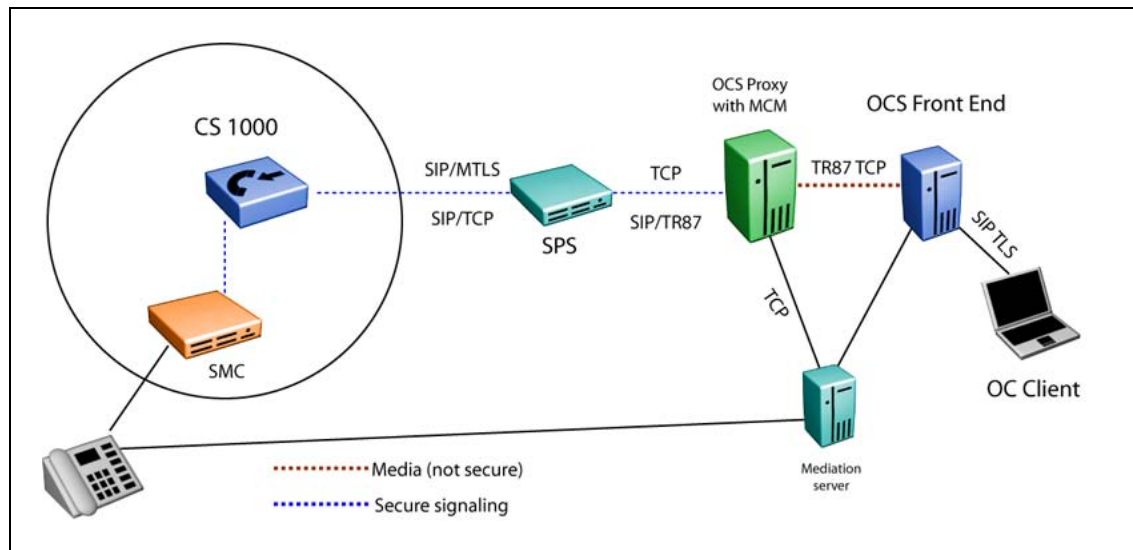 OCS Proxy
with MCM
OCS Front End
CS 1000
SIP/MTLS
TCP
TR87 TCP
SIP/TCP
SIP/TR87
SPS
SIP TLS
TCP
SMC
OC Client
Mediation
server
Media (not secure)
Secure signaling